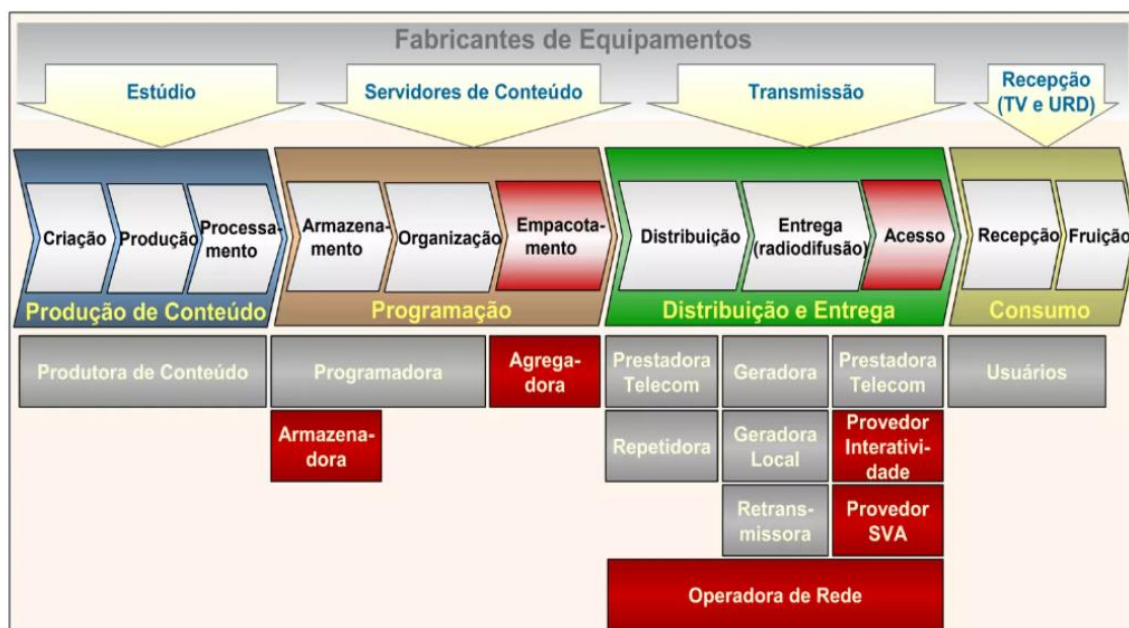 Fabricantes de Equipamentos
Estúdio
Servidores de Conteúdo
Transmissão
Recepção
(TV e URD)
Criação
Produção
Processa-
mento
Armazena-
mento
Organização
Empacota-
mento
Distribuição
Entrega
(radiodifusão)
Acesso
Recepção
Fruição
Produção de Conteúdo
Programação
Distribuição e Entrega
Consumo
Produtora de Conteúdo
Programadora
Agrega-
dora
Prestadora
Telecom
Geradora
Prestadora
Telecom
Usuários
Armazena-
dora
Repetidora
Geradora
Local
Provedor
Interativi-
dade
Retrans-
missora
Provedor
SVA
Operadora de Rede